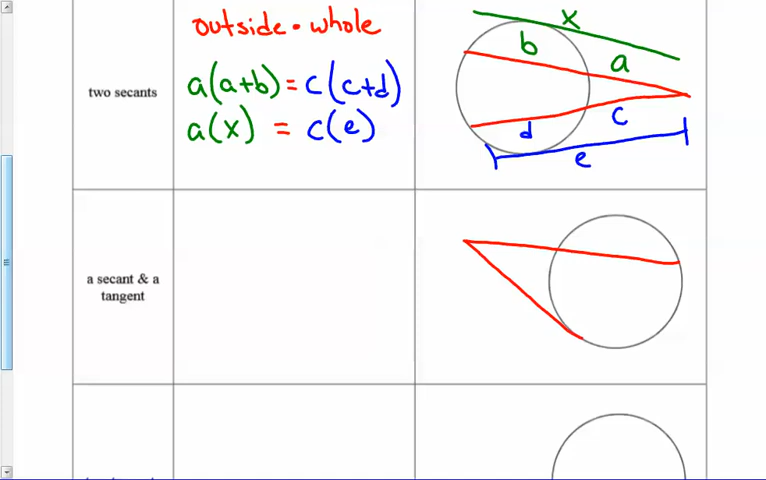 outside • whole
two secants
a(a+b) = c(c+d)
a(x) = c(e)
x
b
a
c
d
e
a secant & a
tangent